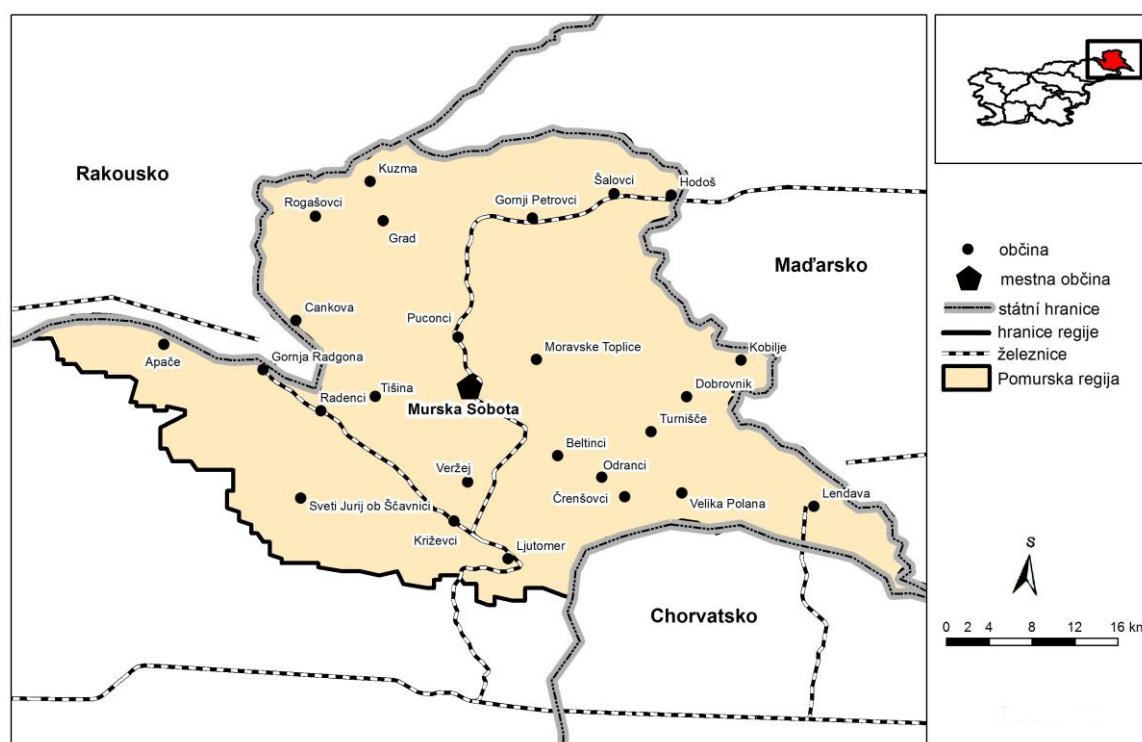 Rakousko
Kuzma
Rogašovci
Grad
Gornji Petrovci
Šalovci
Hodoš
Maďarsko
Cankova
Puconci
Apače
Gornja Radgona
Moravske Toplice
Kobilje
Radenci
Tišina
Murska Sobota
Dobrovnik
Turnišče
Beltinci
Odranci
Veržej
Črenšovci
Velika Polana
Lendava
Sveti Jurij ob Ščavnici
Križevci
Ljutomer
Chorvatsko
občina
mestna občina
státní hranice
hranice regije
železnice
Pomurska regija
S
0 2 4 8 12 16 km